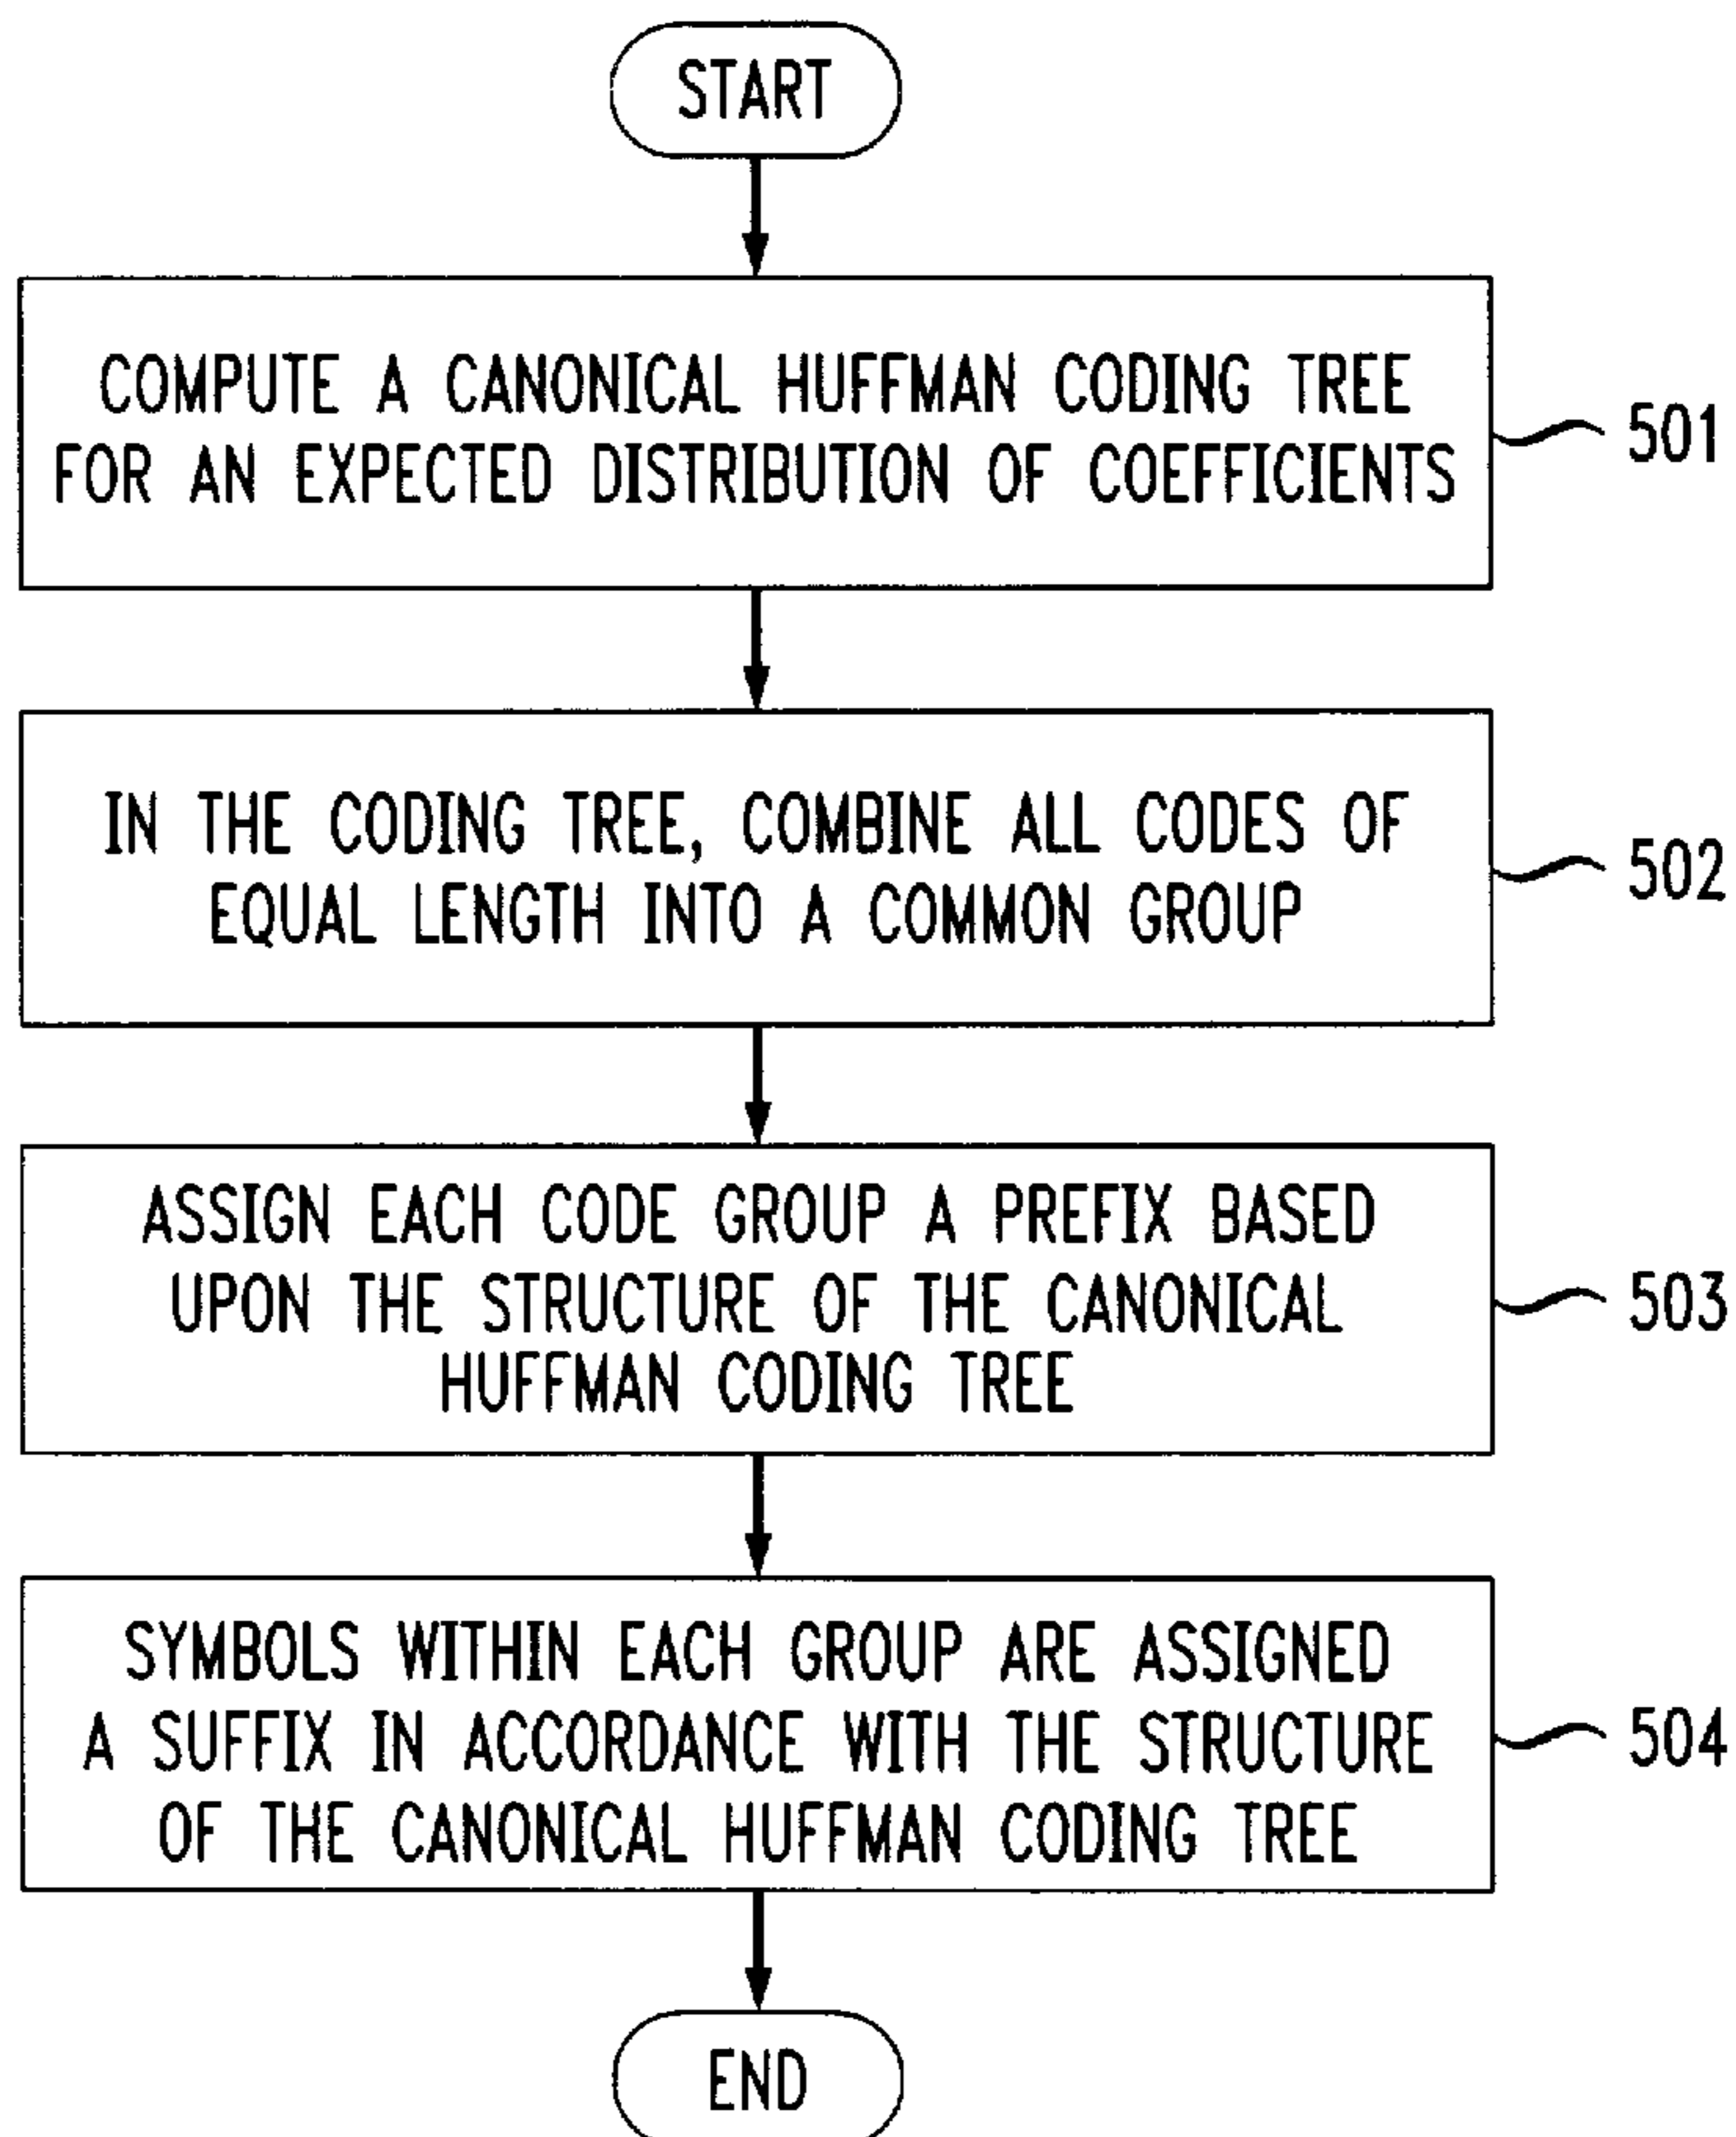 START
COMPUTE A CANONICAL HUFFMAN CODING TREE
FOR AN EXPECTED DISTRIBUTION OF COEFFICIENTS
501
IN THE CODING TREE, COMBINE ALL CODES OF
EQUAL LENGTH INTO A COMMON GROUP
502
ASSIGN EACH CODE GROUP A PREFIX BASED
UPON THE STRUCTURE OF THE CANONICAL
HUFFMAN CODING TREE
503
SYMBOLS WITHIN EACH GROUP ARE ASSIGNED
A SUFFIX IN ACCORDANCE WITH THE STRUCTURE
OF THE CANONICAL HUFFMAN CODING TREE
504
END